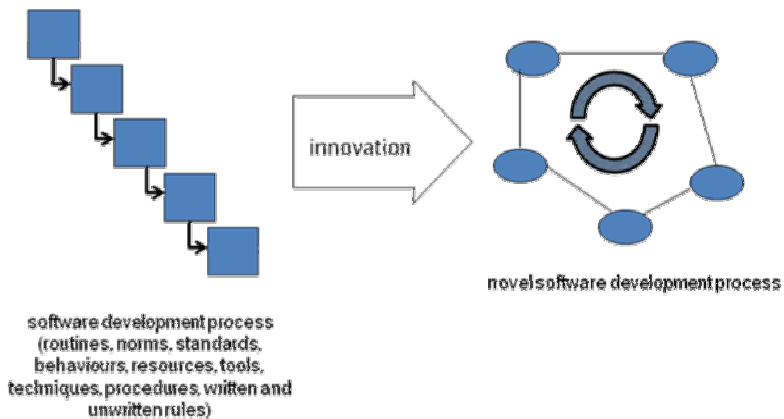 innovation
novel software development process
software development process
(routines, norms, standards,
behaviours, resources, tools,
techniques, procedures, written and
unwritten rules)